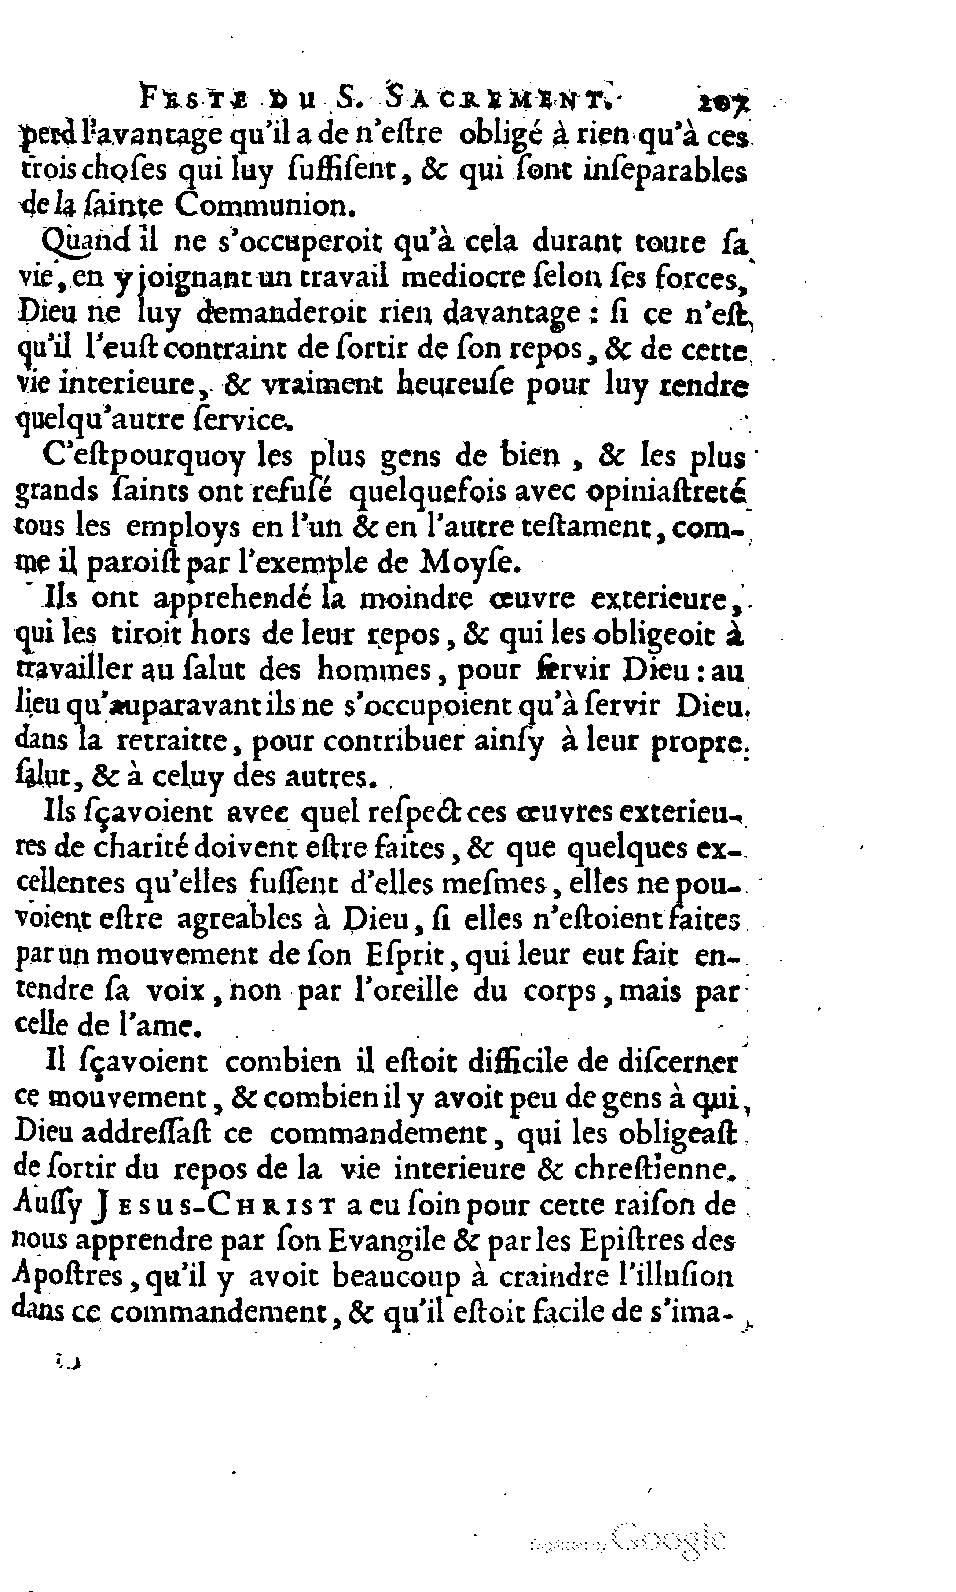 FESTE DU S. SACREMENT. 207
perd l'avantage qu'il a de n'eſtre obligé à rien qu'à ces
trois choſes qui luy ſuffiſent, & qui ſont inſeparables
de la ſainte Communion.
Quand il ne s'occuperoit qu'à cela durant toute ſa
vie, en y joignant un travail mediocre ſelon ſes forces,
Dieu ne luy demanderoit rien davantage : ſi ce n'eſt,
qu'il l'euſt contraint de ſortir de ſon repos, & de cette
vie interieure, & vraiment heureuſe pour luy rendre
quelqu'autre ſervice.
C'eſtpourquoy les plus gens de bien, & les plus
grands ſaints ont refuſé quelquefois avec opiniaſtreté
tous les employs en l'un & en l'autre teſtament, com-
me il paroiſt par l'exemple de Moyſe.
Ils ont apprehendé la moindre œuvre exterieure,
qui les tiroit hors de leur repos, & qui les obligeoit à
travailler au ſalut des hommes, pour ſervir Dieu : au
lieu qu'auparavant ils ne s'occupoient qu'à ſervir Dieu
dans la retraitte, pour contribuer ainſy à leur propre
ſalut, & à celuy des autres.
Ils ſçavoient avec quel reſpect ces œuvres exterieu-
res de charité doivent eſtre faites, & que quelques ex-
cellentes qu'elles fuſſent d'elles meſmes, elles ne pou-
voient eſtre agreables à Dieu, ſi elles n'eſtoient faites
par un mouvement de ſon Eſprit, qui leur eut fait en-
tendre ſa voix, non par l'oreille du corps, mais par
celle de l'ame.
Il ſçavoient combien il eſtoit difficile de diſcerner
ce mouvement, & combien il y avoit peu de gens à qui
Dieu addreſſaſt ce commandement, qui les obligeaſt
de ſortir du repos de la vie interieure & chreſtienne.
Auſſy JESUS-CHRIST a eu ſoin pour cette raiſon de
nous apprendre par ſon Evangile & par les Epiſtres des
Apoſtres, qu'il y avoit beaucoup à craindre l'illuſion
dans ce commandement, & qu'il eſtoit facile de s'ima-
Google